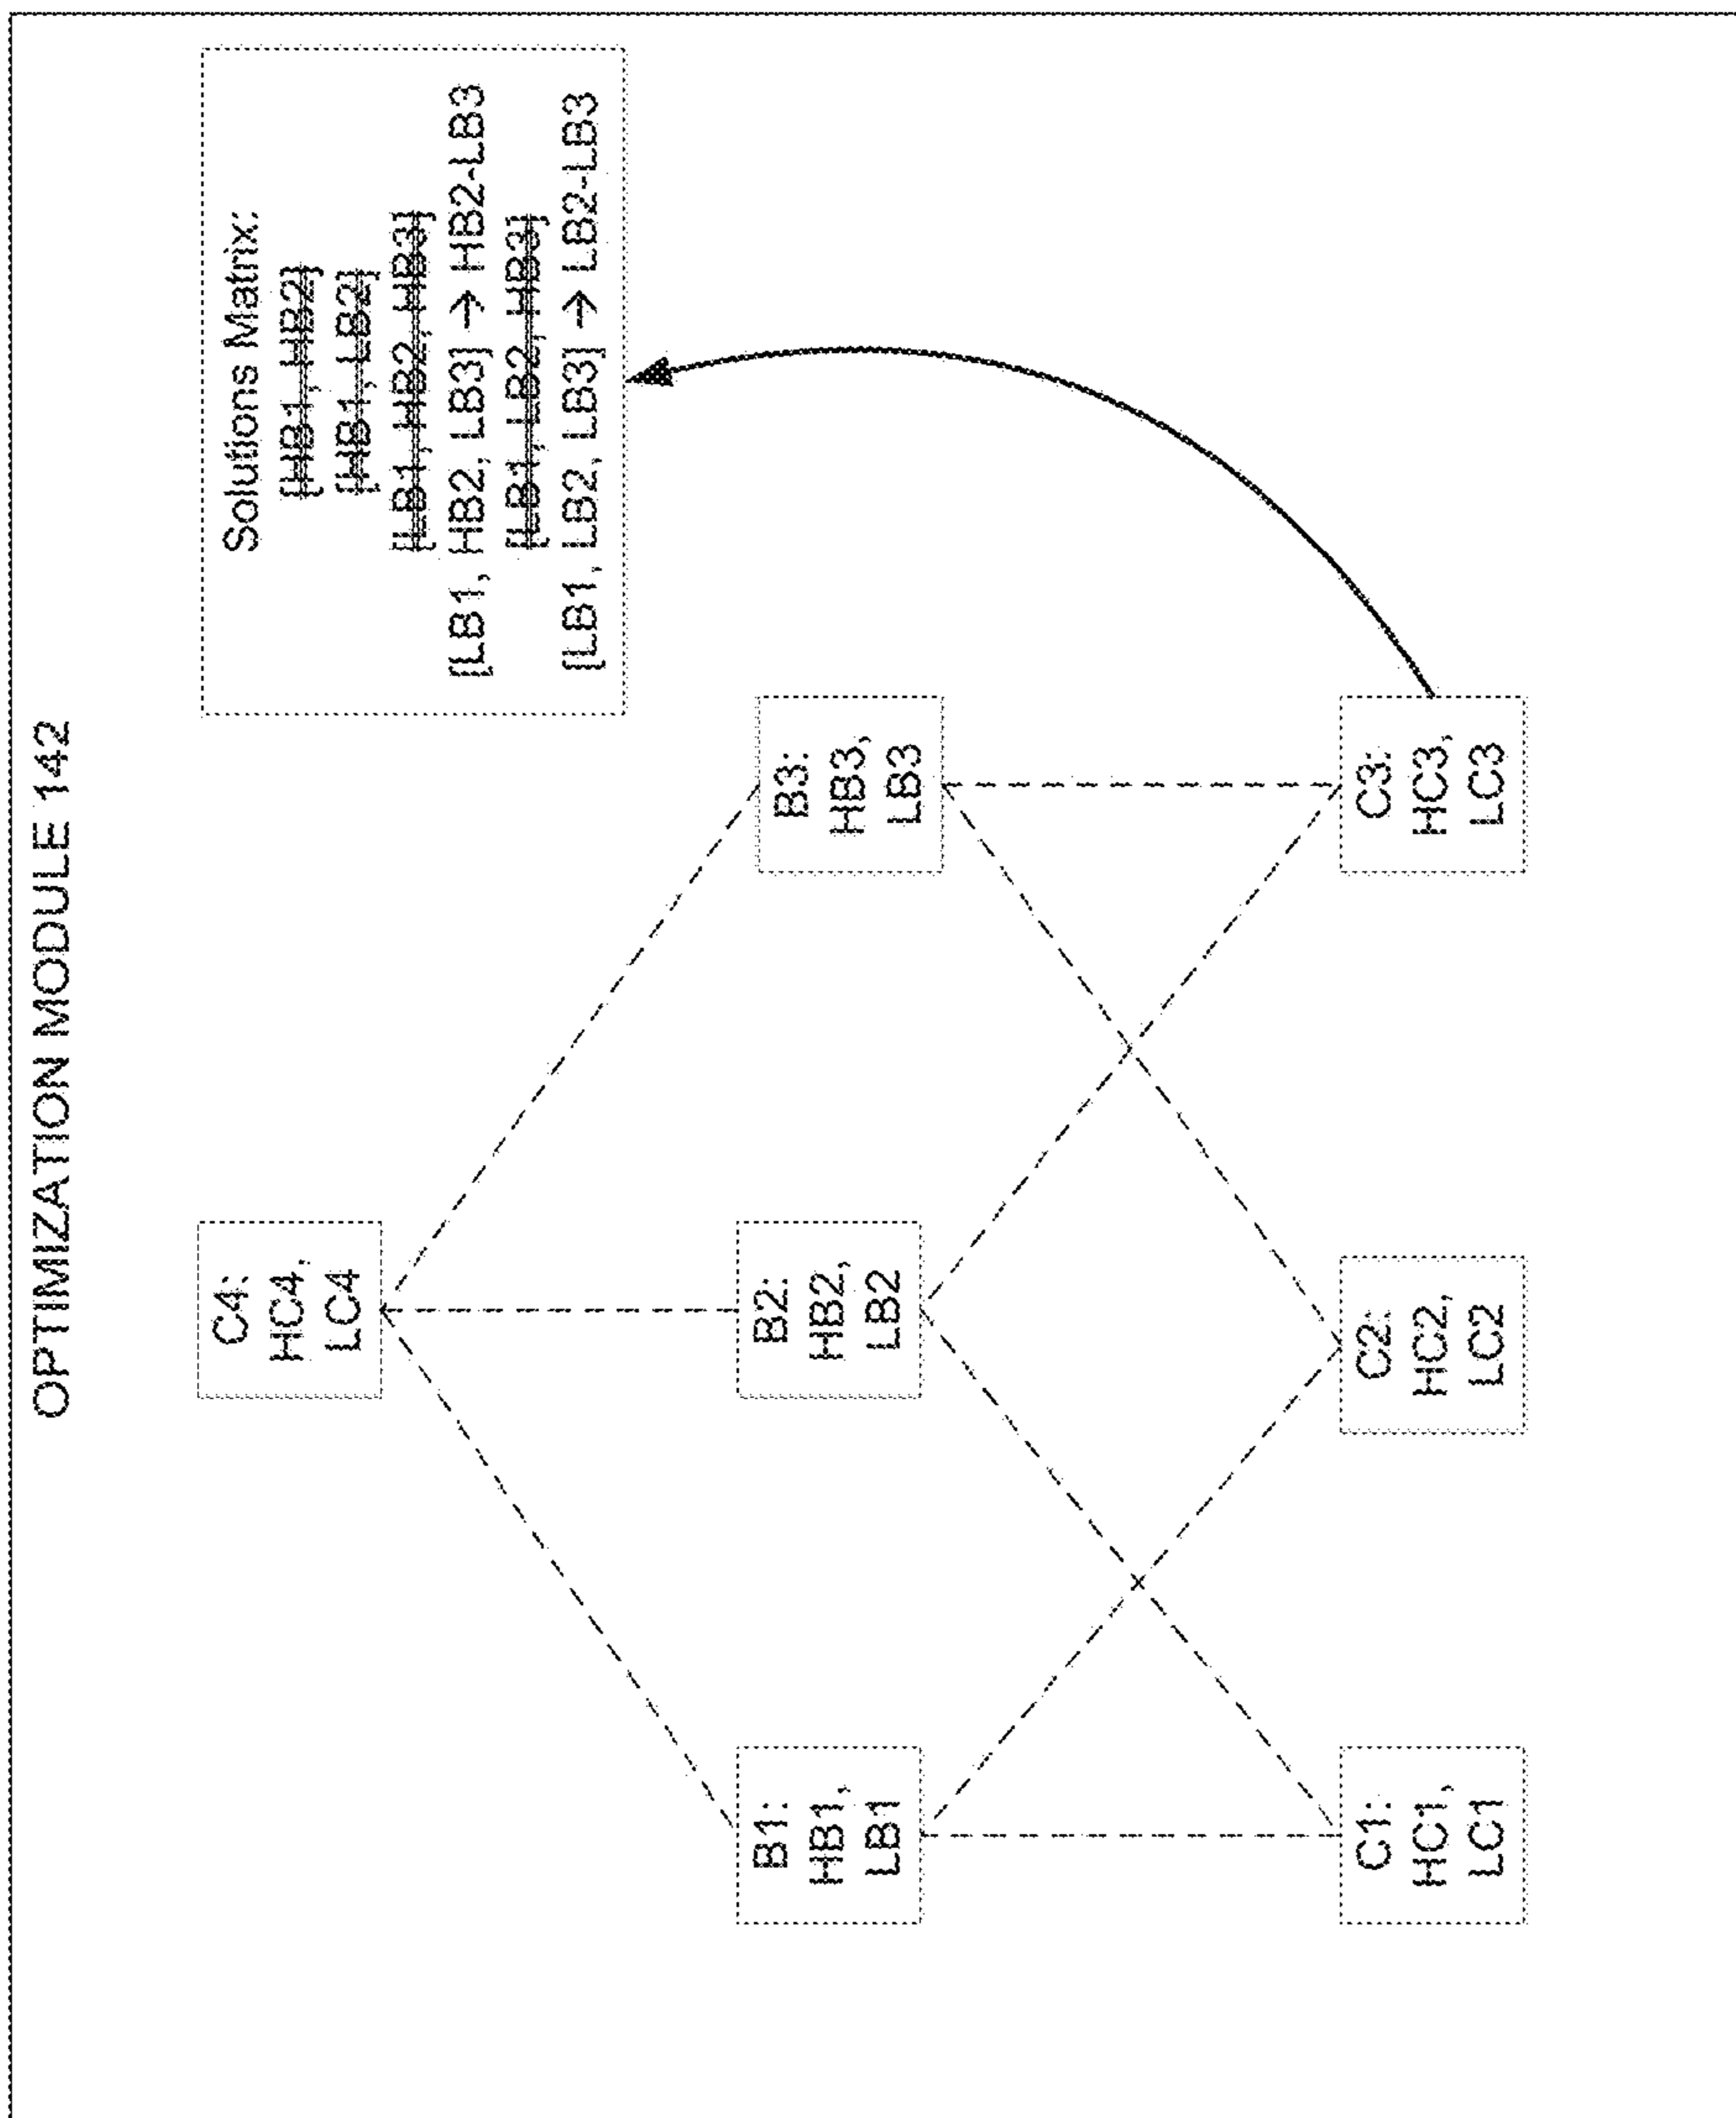 OPTIMIZATION MODULE 142
C4:
HC4,
LC4
Solutions Matrix:
[HB1, HB2]
[HB1, LB2]
[LB1, HB2, HB3]
[LB1, HB2, LB3] → HB2-LB3
[LB1, LB2, HB3]
[LB1, LB2, LB3] → LB2-LB3
B1:
HB1,
LB1
B2:
HB2,
LB2
B3:
HB3,
LB3
C1:
HC1,
LC1
C2:
HC2,
LC2
C3:
HC3,
LC3